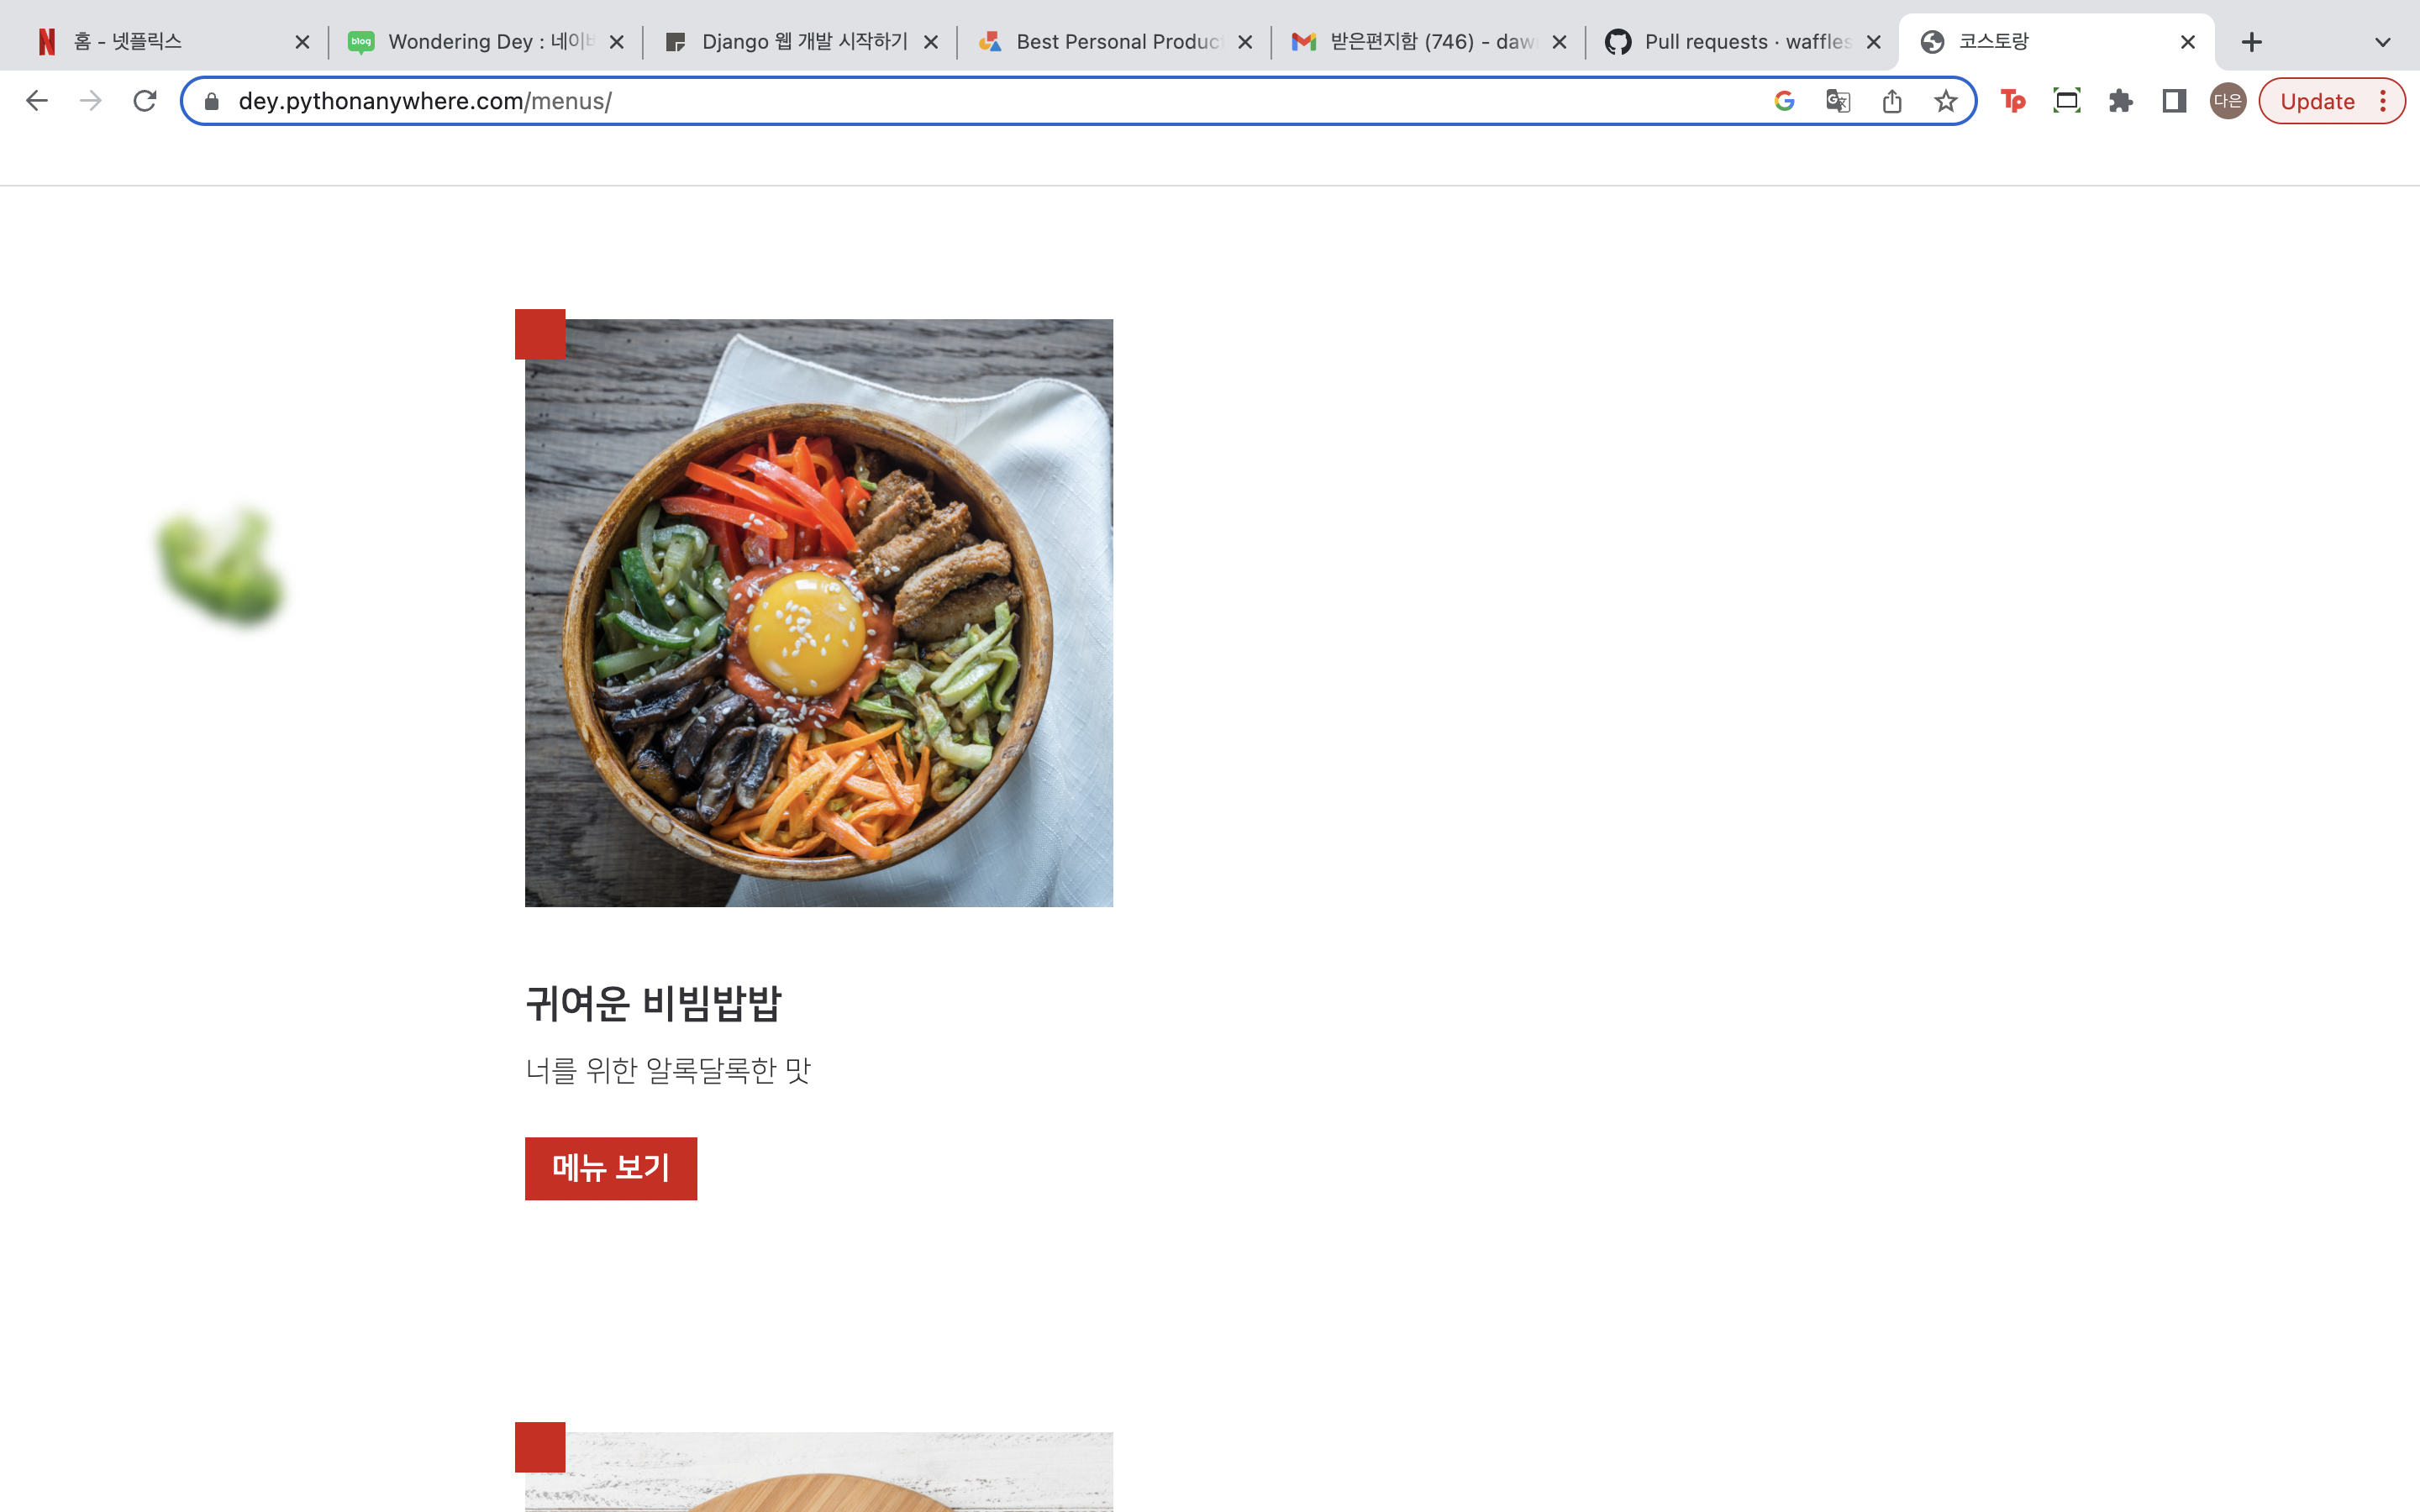 홈 - 넷플릭스
blog
Wondering Dey : 네이
Django 웹 개발 시작하기
Best Personal Produc
받은편지함 (746) - daw
Pull requests · waffles
코스토랑
dey.pythonanywhere.com/menus/
Tp
다은
Update
귀여운 비빔밥밥
너를 위한 알록달록한 맛
메뉴 보기